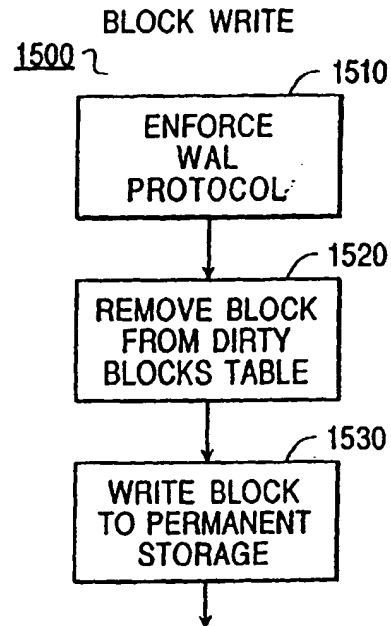 BLOCK WRITE
1500
1510
ENFORCE
WAL
PROTOCOL
1520
REMOVE BLOCK
FROM DIRTY
BLOCKS TABLE
1530
WRITE BLOCK
TO PERMANENT
STORAGE